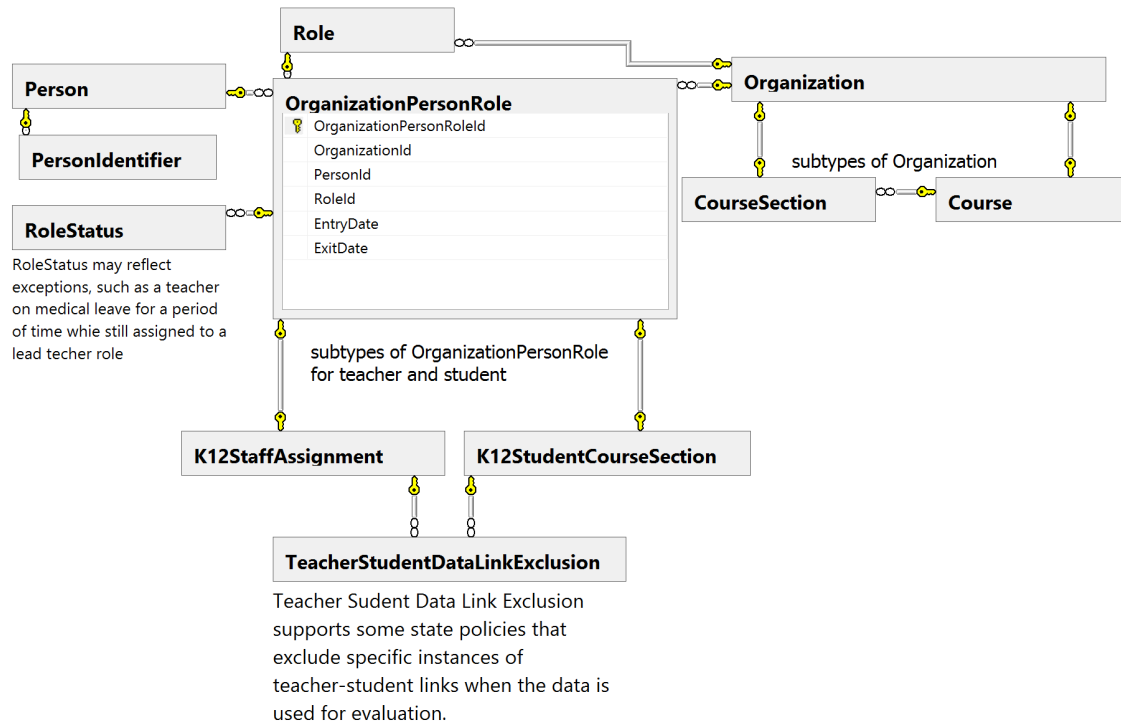 Role
Person
Organization
OrganizationPersonRole
OrganizationPersonRoleId
OrganizationId
PersonId
RoleId
EntryDate
ExitDate
PersonIdentifier
subtypes of Organization
CourseSection
Course
RoleStatus
RoleStatus may reflect
exceptions, such as a teacher
on medical leave for a period
of time whie still assigned to a
lead techer role
subtypes of OrganizationPersonRole
for teacher and student
K12StaffAssignment
K12StudentCourseSection
TeacherStudentDataLinkExclusion
Teacher Sudent Data Link Exclusion
supports some state policies that
exclude specific instances of
teacher-student links when the data is
used for evaluation.